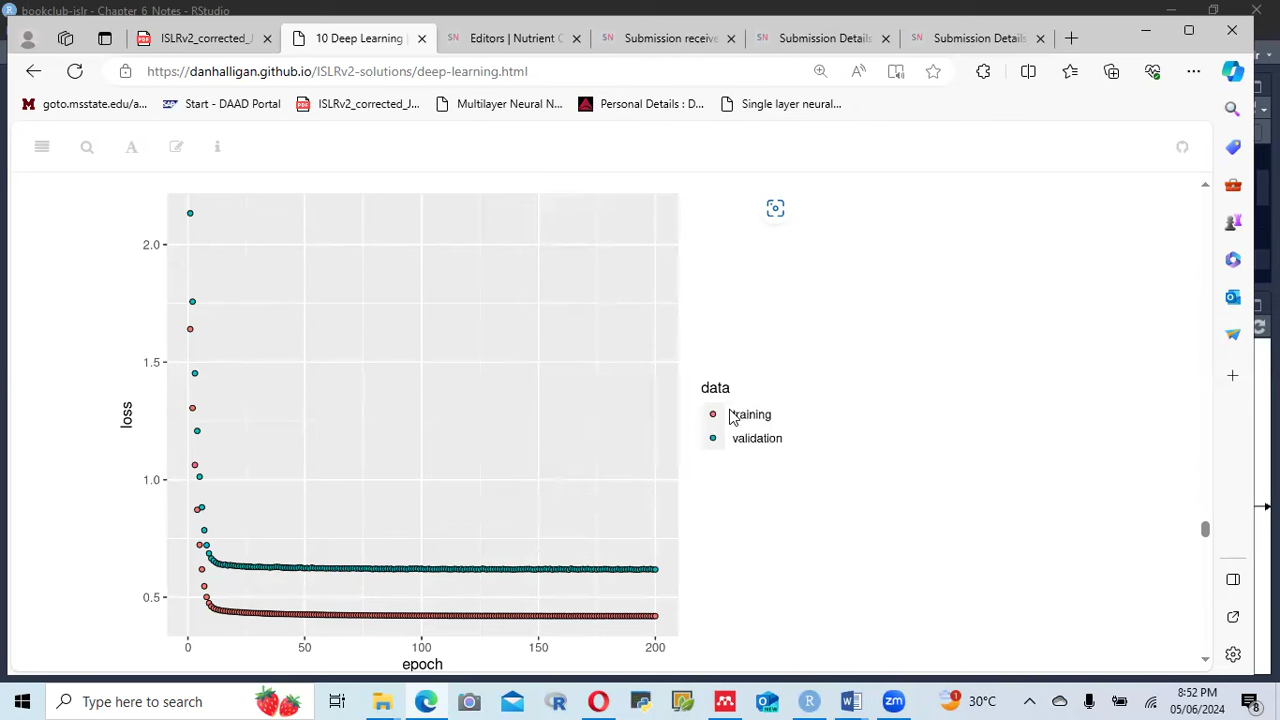 bookclub-islr - Chapter 6 Notes - RStudio
ISLRv2_corrected_J
10 Deep Learning |
Editors | Nutrient C
Submission receive
Submission Details
Submission Details
https://danhalligan.github.io/ISLRv2-solutions/deep-learning.html
goto.msstate.edu/a...
Start - DAAD Portal
ISLRv2_corrected_J...
Multilayer Neural N...
Personal Details : D...
Single layer neural...
2.0
1.5
1.0
0.5
loss
0
50
100
150
200
epoch
data
training
validation
Type here to search
30°C
8:52 PM
05/06/2024
8